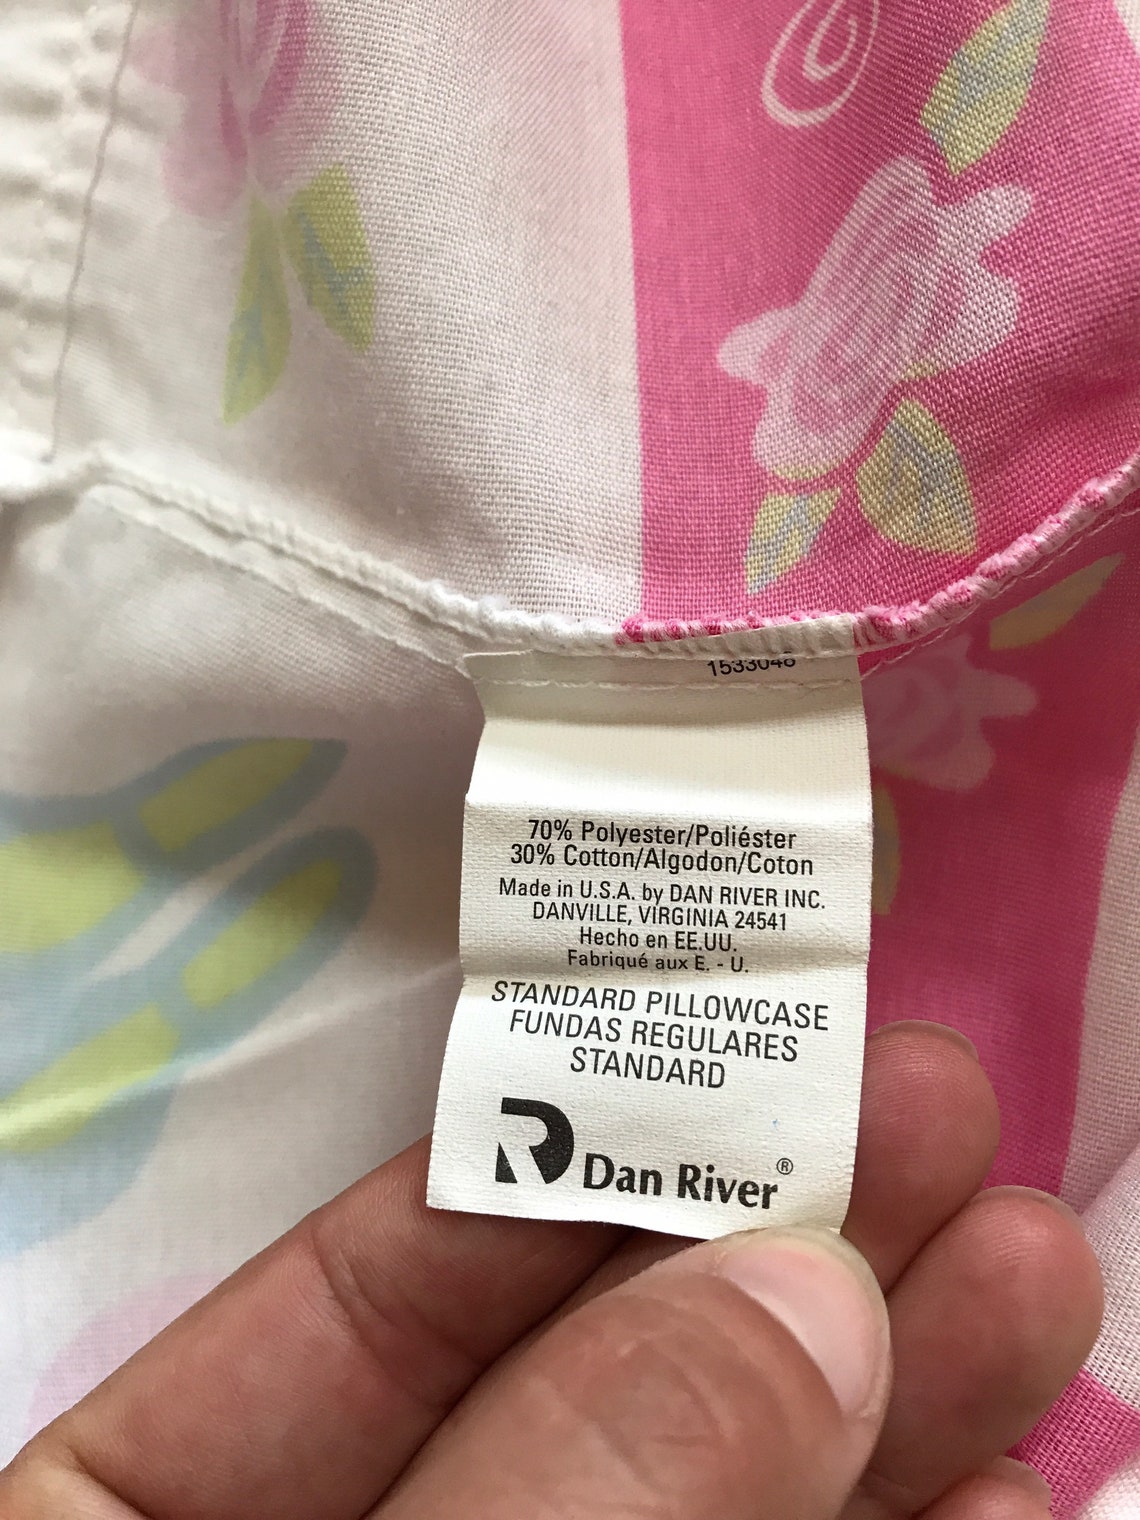 1533048
70% Polyester/Poliéster
30% Cotton/Algodon/Coton
Made in U.S.A. by DAN RIVER INC.
DANVILLE, VIRGINIA 24541
Hecho en EE.UU.
Fabriqué aux E. - U.
STANDARD PILLOWCASE
FUNDAS REGULARES
STANDARD
Dan River®